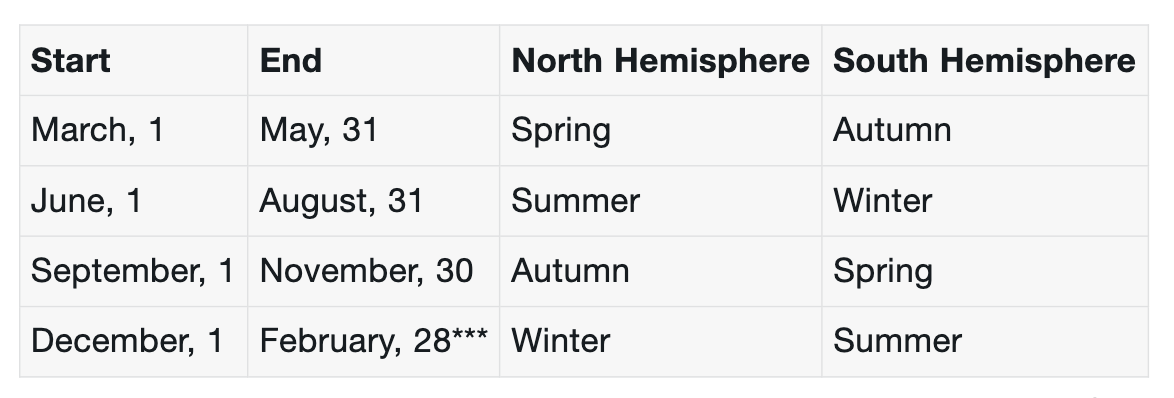 Start End North Hemisphere South Hemisphere
March, 1 May, 31 Spring Autumn
June, 1 August, 31 Summer Winter
September, 1 November, 30 Autumn Spring
December, 1 February, 28*** Winter Summer